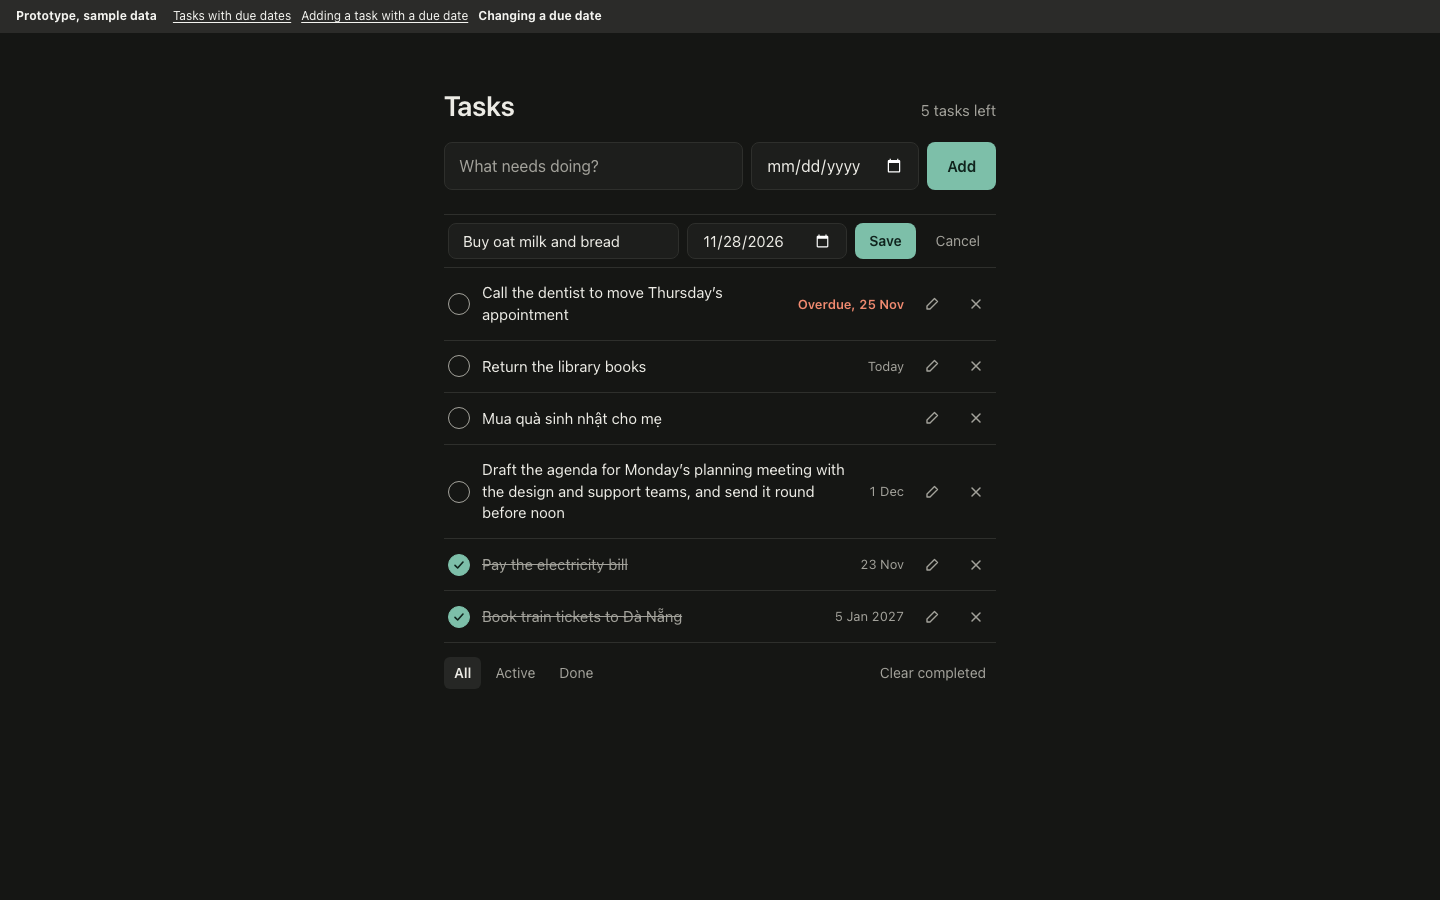 Prototype, sample data Tasks with due dates Adding a task with a due date Changing a due date
Tasks
5 tasks left
What needs doing? mm/dd/yyyy Add
Buy oat milk and bread 11/28/2026 Save Cancel
Call the dentist to move Thursday’s
appointment
Overdue, 25 Nov
Return the library books Today
Mua quà sinh nhật cho mẹ
Draft the agenda for Monday’s planning meeting with
the design and support teams, and send it round
before noon
1 Dec
Pay the electricity bill 23 Nov
Book train tickets to Đà Nẵng 5 Jan 2027
All Active Done Clear completed